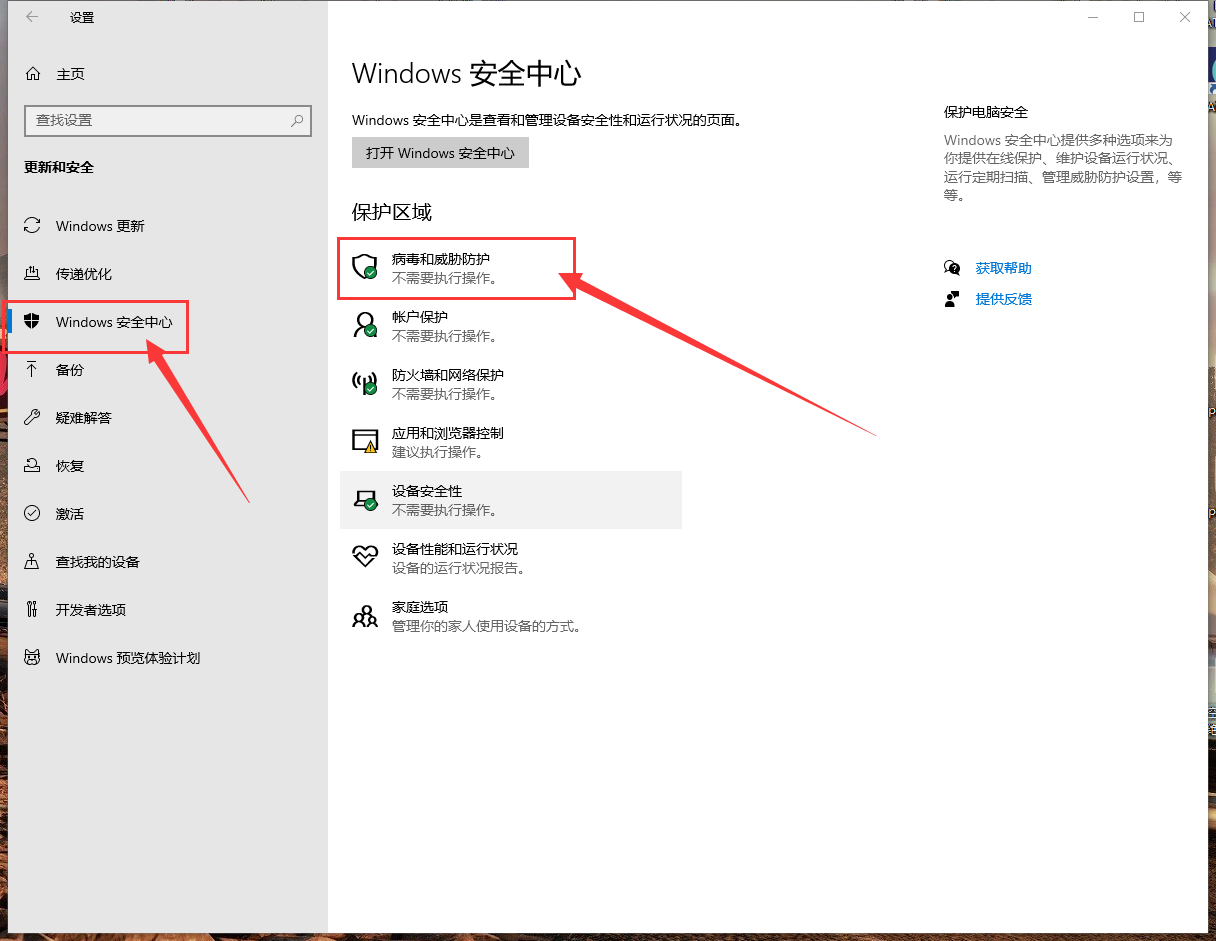 设置
主页
查找设置
更新和安全
Windows 更新
传递优化
Windows 安全中心
备份
疑难解答
恢复
激活
查找我的设备
开发者选项
Windows 预览体验计划
Windows 安全中心
Windows 安全中心是查看和管理设备安全性和运行状况的页面。
打开 Windows 安全中心
保护区域
病毒和威胁防护
不需要执行操作。
帐户保护
不需要执行操作。
防火墙和网络保护
不需要执行操作。
应用和浏览器控制
建议执行操作。
设备安全性
不需要执行操作。
设备性能和运行状况
设备的运行状况报告。
家庭选项
管理你的家人使用设备的方式。
保护电脑安全
Windows 安全中心提供多种选项来为
你提供在线保护、维护设备运行状况、
运行定期扫描、管理威胁防护设置，等
等。
获取帮助
提供反馈